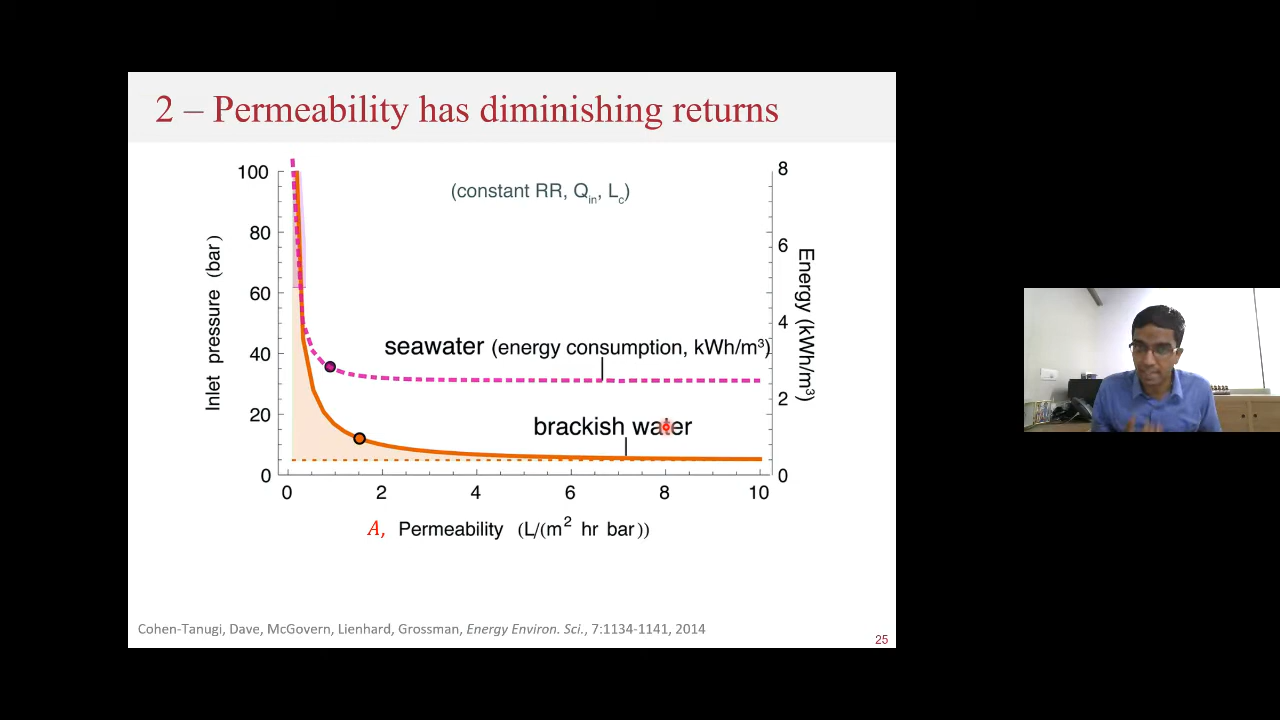 2 – Permeability has diminishing returns
(constant RR, Qin, Lc)
100
80
60
40
20
0
Inlet pressure (bar)
8
6
4
2
0
Energy (kWh/m³)
seawater (energy consumption, kWh/m³)
brackish water
0 2 4 6 8 10
A, Permeability (L/(m² hr bar))
Cohen-Tanugi, Dave, McGovern, Lienhard, Grossman, Energy Environ. Sci., 7:1134-1141, 2014
25